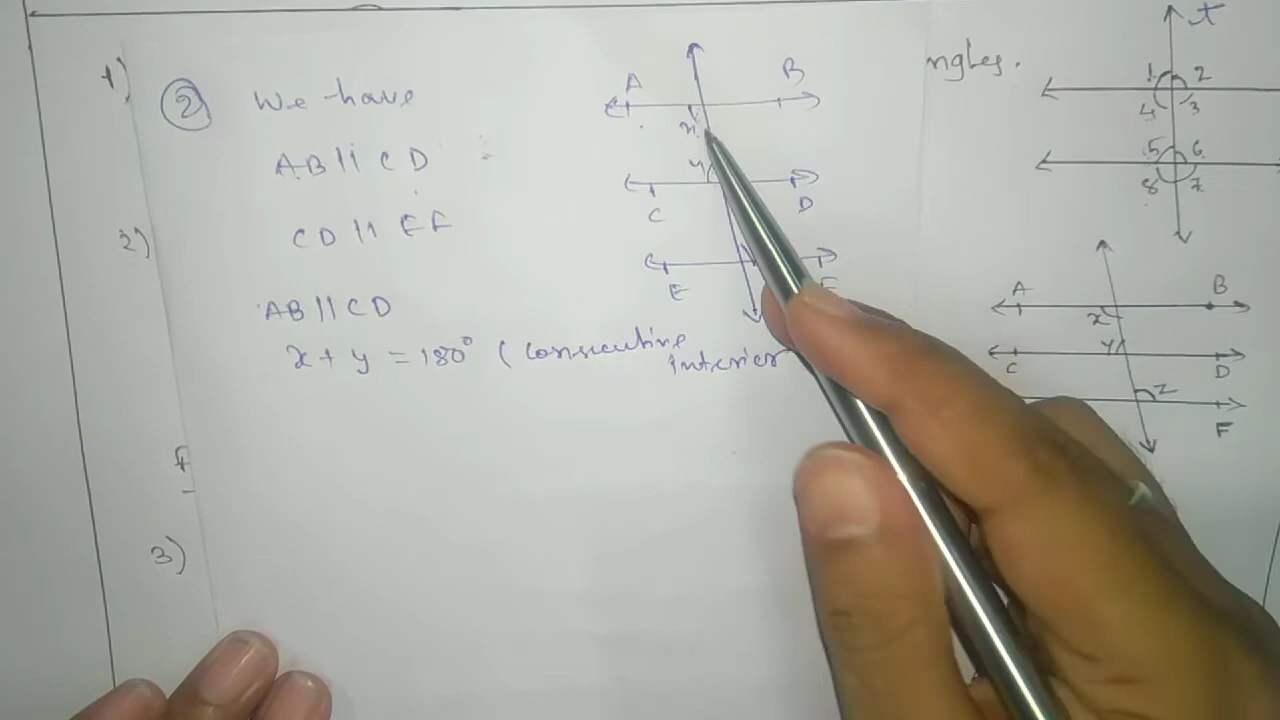 1)
② We have
AB || CD
CD || EF
AB || CD
x + y = 180° (Consecutive
interior
2)
3)
A
B
x
y
C
D
E
F
ngles.
t
1 2
4 3
5 6
8 7
A
B
x
y
C
D
z
F